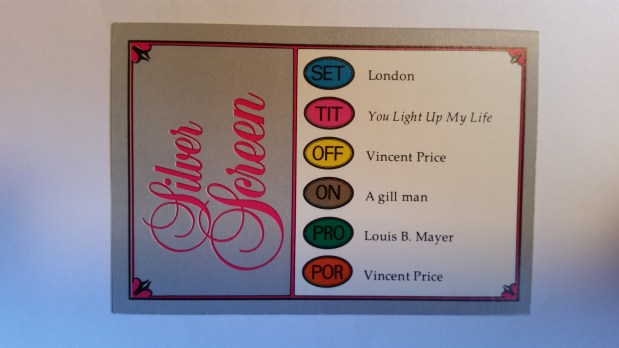 Silver
Screen
SET London
TIT You Light Up My Life
OFF Vincent Price
ON A gill man
PRO Louis B. Mayer
POR Vincent Price